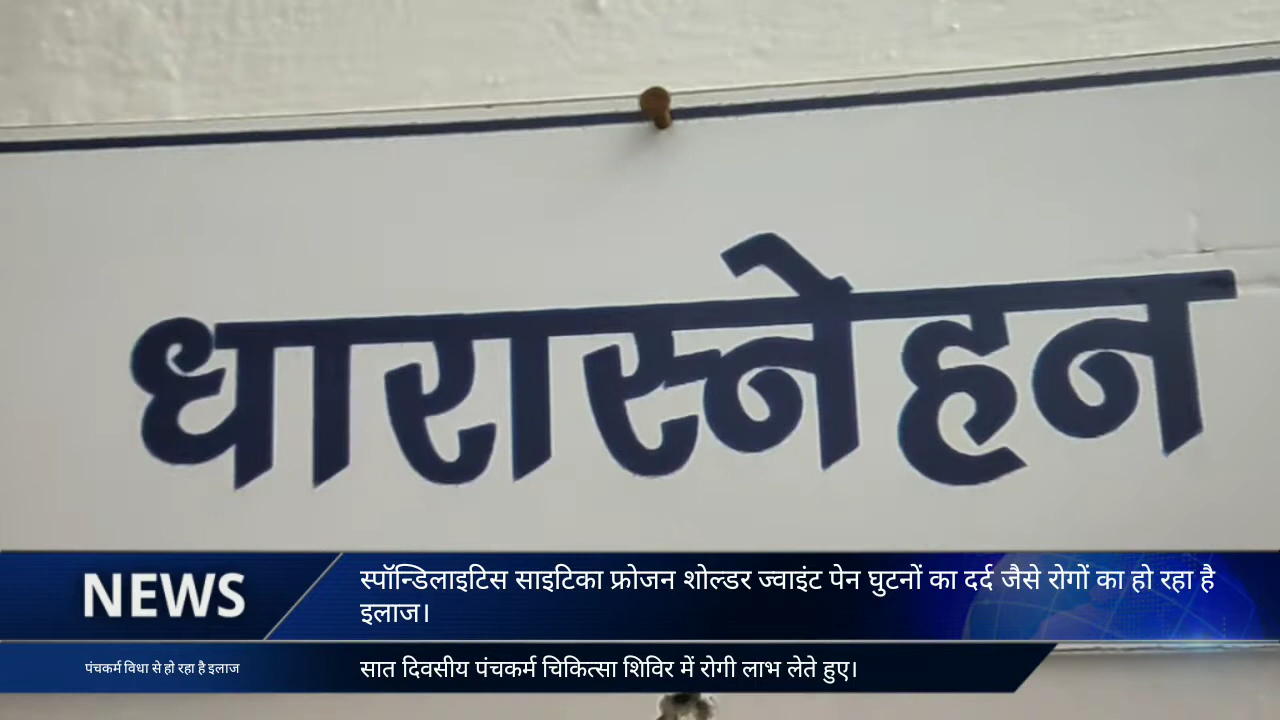 धारास्नेहन
NEWS
स्पॉन्डिलाइटिस साइटिका फ्रोजन शोल्डर ज्वाइंट पेन घुटनों का दर्द जैसे रोगों का हो रहा है
इलाज।
पंचकर्म विधा से हो रहा है इलाज
सात दिवसीय पंचकर्म चिकित्सा शिविर में रोगी लाभ लेते हुए।